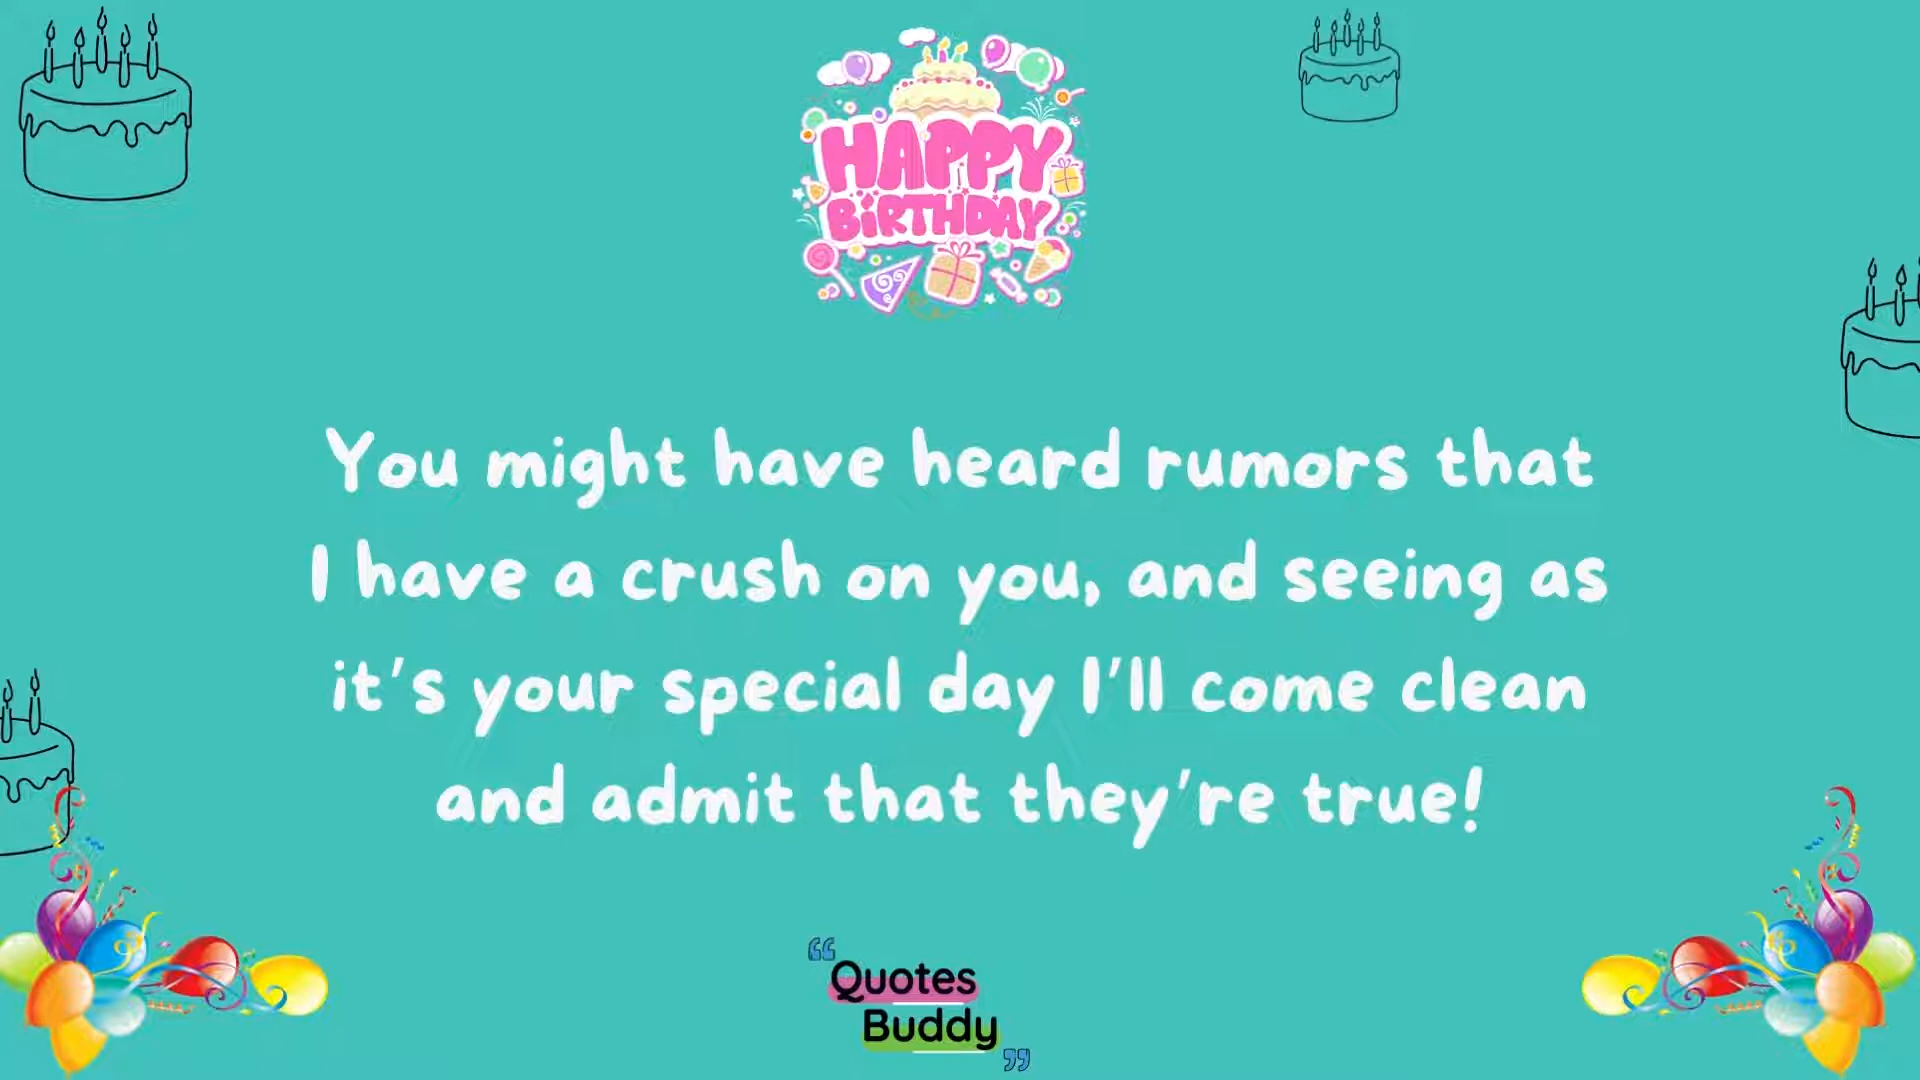 HAPPY
BiRTHDAY
You might have heard rumors that
I have a crush on you, and seeing as
it's your special day I'll come clean
and admit that they're true!
“Quotes
Buddy”